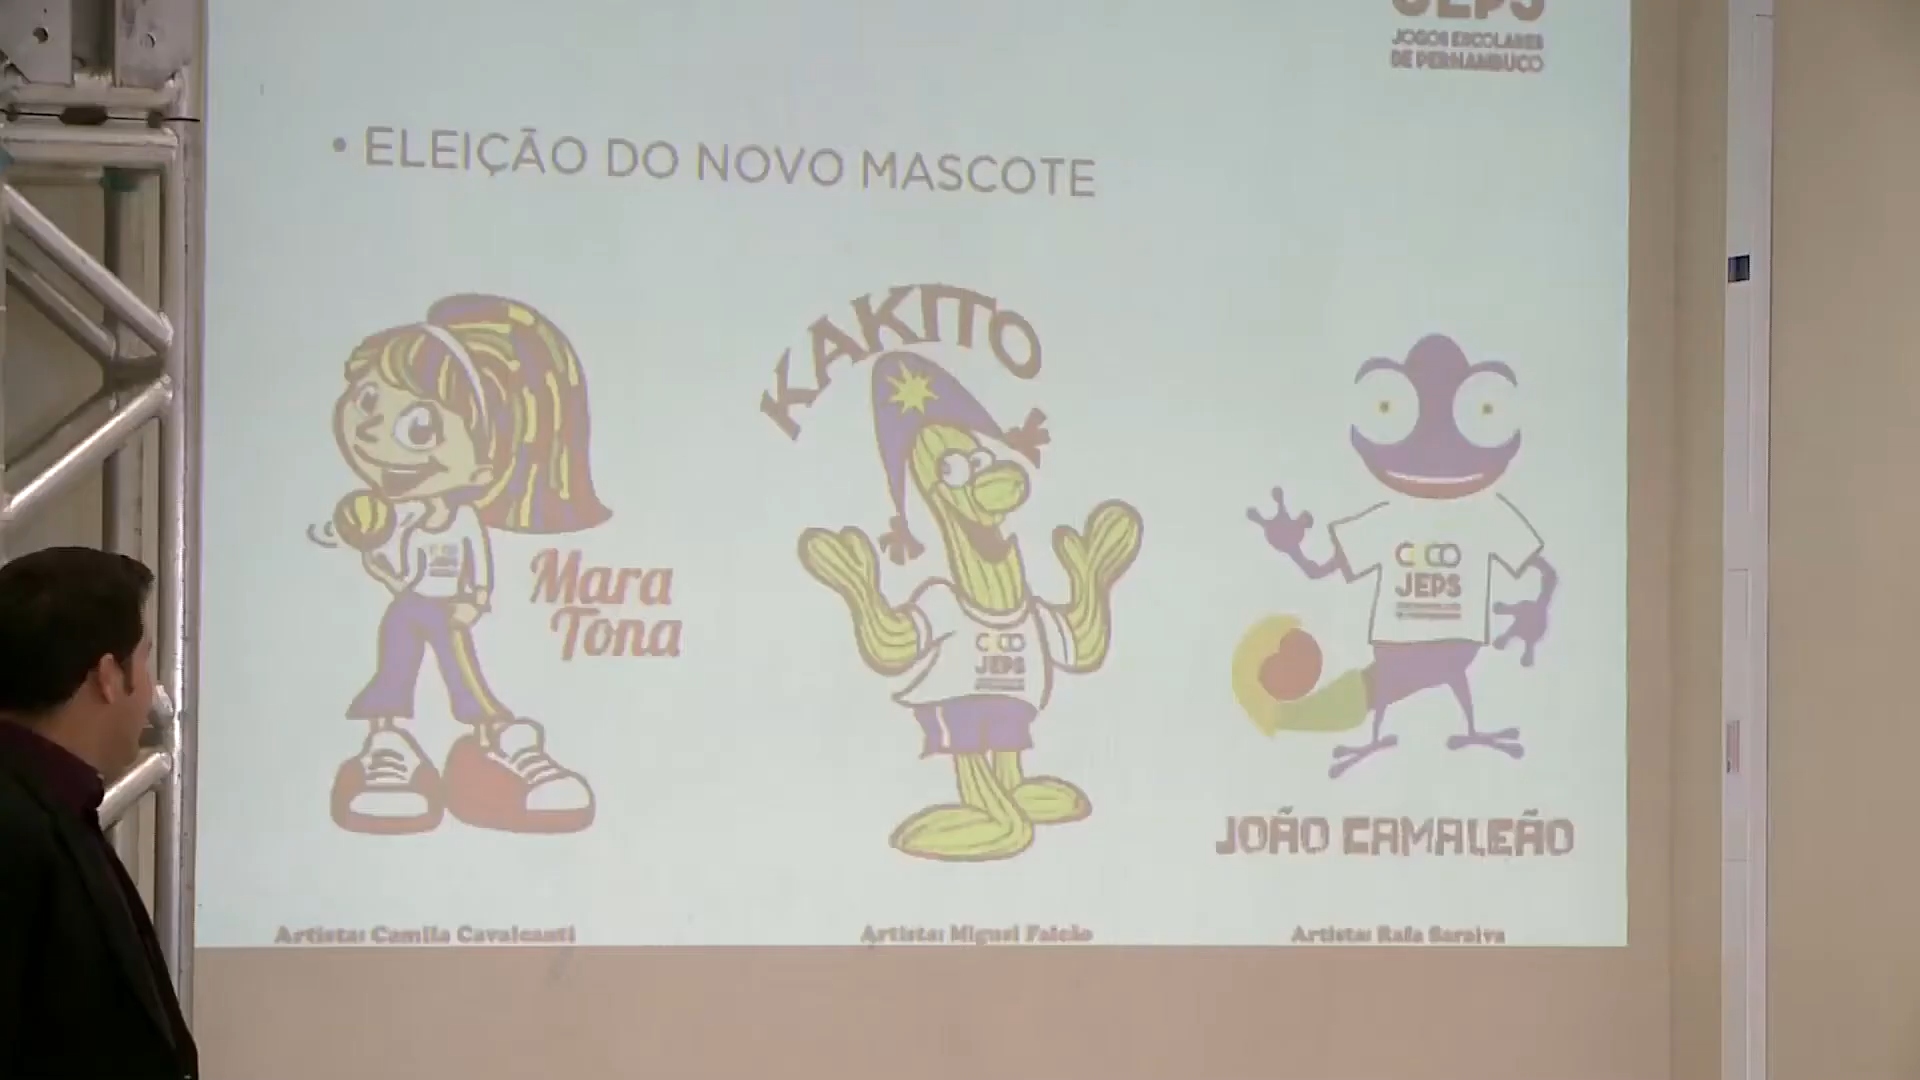 JEPS
JOGOS ESCOLARES
DE PERNAMBUCO
• ELEIÇÃO DO NOVO MASCOTE
Mara
Tona
KAKITO
JEPS
JEPS
JOÃO CAMALEÃO
Artista: Camila Cavalcanti
Artista: Miguel Falcão
Artista: Rafa Saraiva